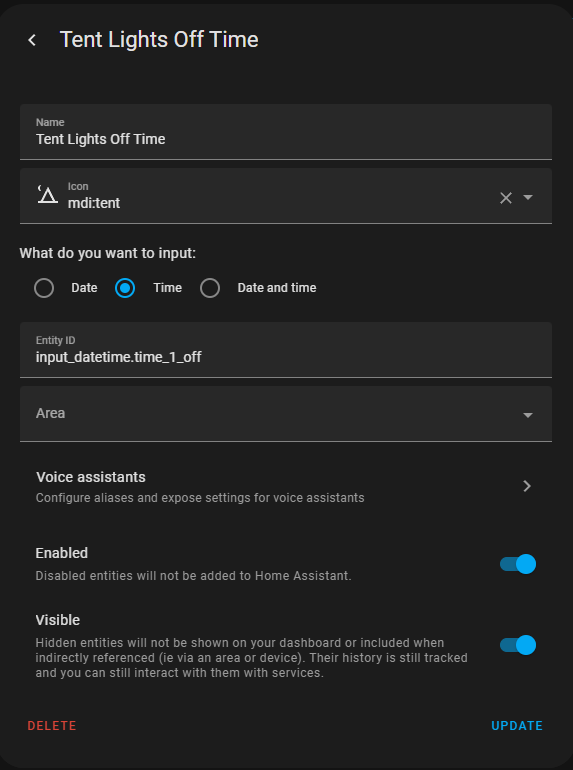 Tent Lights Off Time
Name
Tent Lights Off Time
Icon
mdi:tent
What do you want to input:
Date Time Date and time
Entity ID
input_datetime.time_1_off
Area
Voice assistants
Configure aliases and expose settings for voice assistants
Enabled
Disabled entities will not be added to Home Assistant.
Visible
Hidden entities will not be shown on your dashboard or included when
indirectly referenced (ie via an area or device). Their history is still tracked
and you can still interact with them with services.
DELETE UPDATE